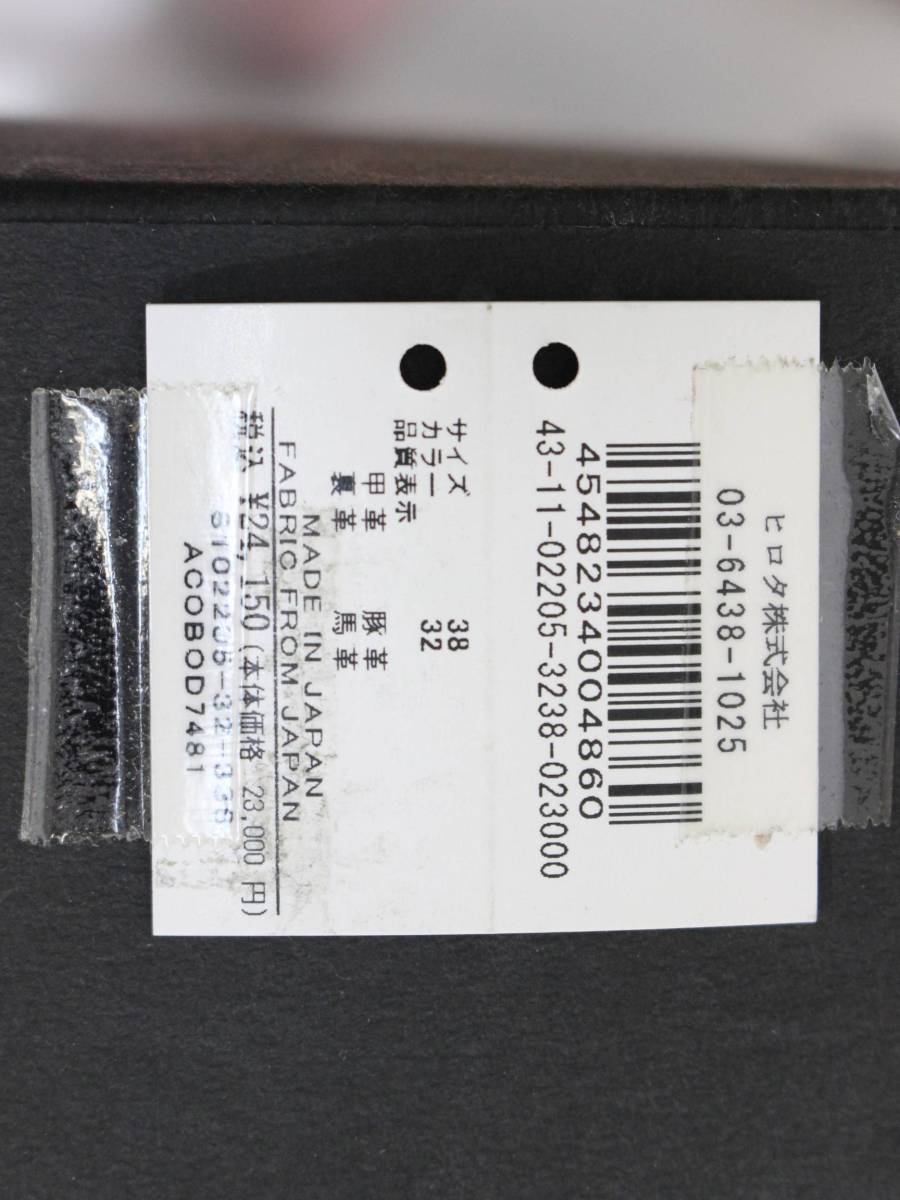 ヒロタ株式会社
03-6438-1025
4548234004860
43-11-02205-3238-023000
サイズ 38
カラー 32
品質表示
甲革 豚革
裏革 馬革
MADE IN JAPAN
FABRIC FROM JAPAN
税込 ¥24,150 (本体価格 23,000 円)
ACOBOD7481